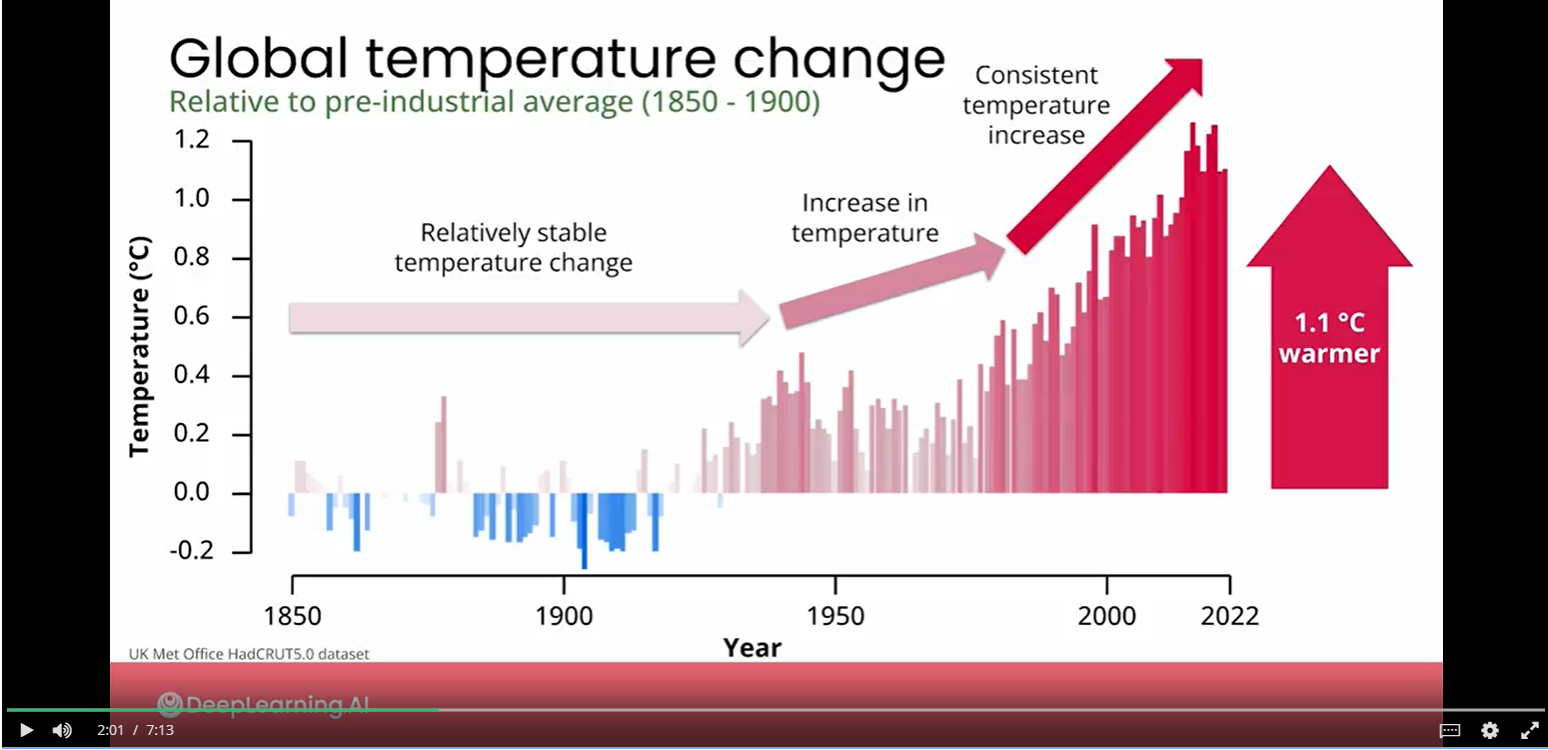 Global temperature change
Relative to pre-industrial average (1850 - 1900)
Consistent
temperature
increase
Increase in
temperature
Relatively stable
temperature change
1.1 °C
warmer
Temperature (°C)
1.2
1.0
0.8
0.6
0.4
0.2
0.0
-0.2
1850
1900
1950
2000
2022
Year
UK Met Office HadCRUT5.0 dataset
DeepLearning.AI
2:01 / 7:13